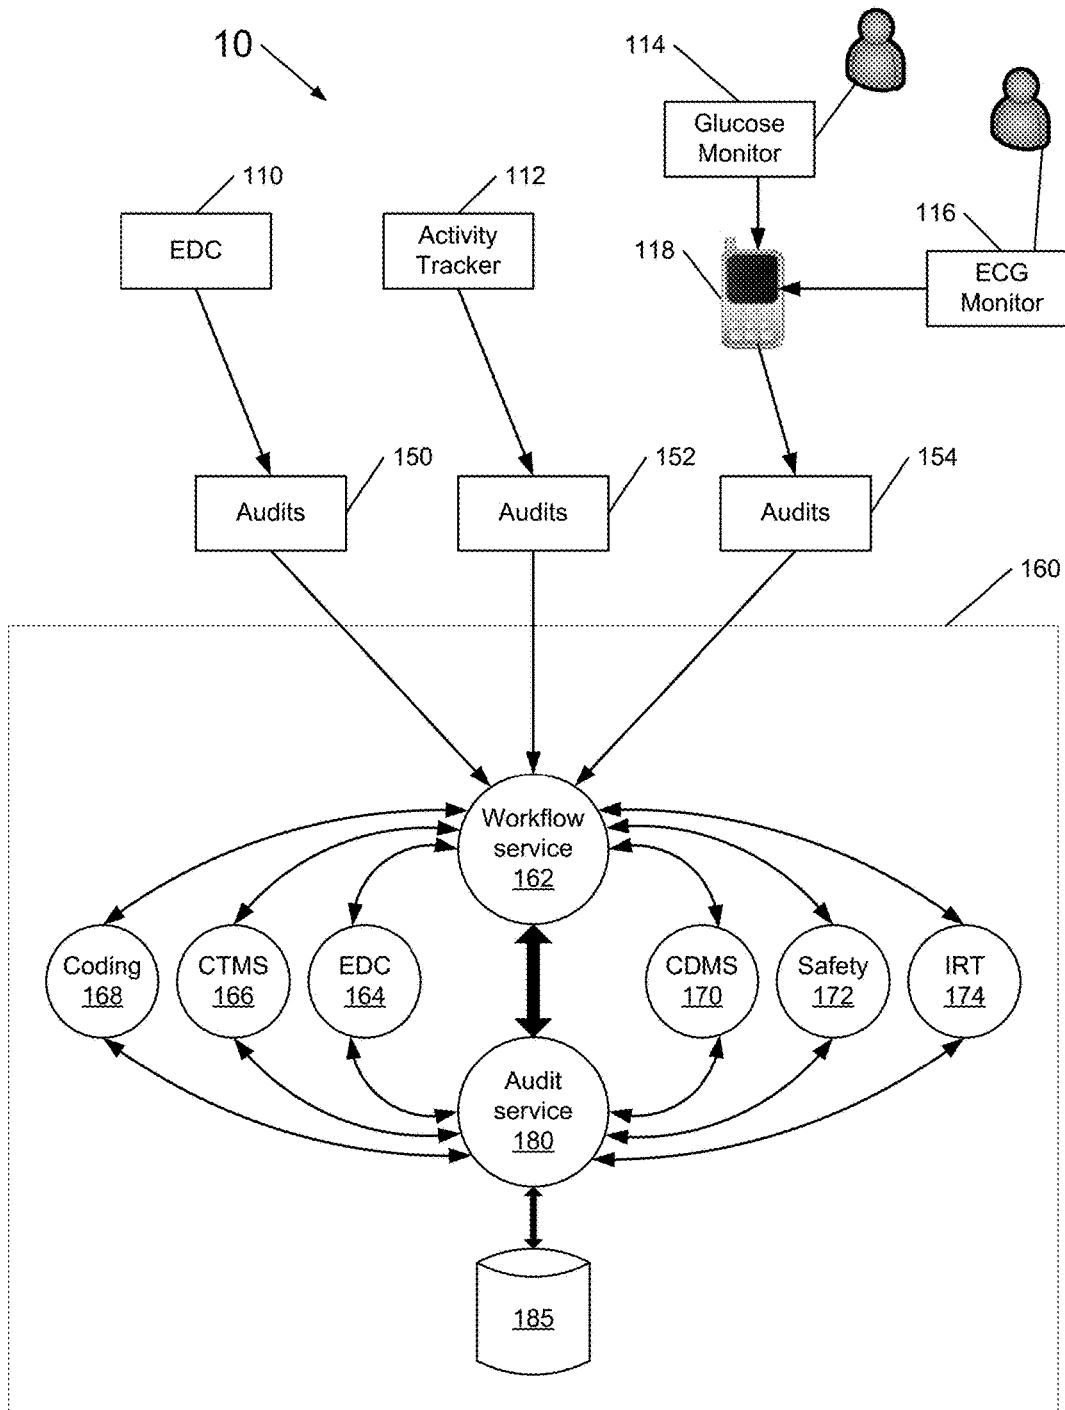 10
114
Glucose
Monitor
110
112
116
EDC
Activity
Tracker
118
ECG
Monitor
150
152
154
Audits
Audits
Audits
160
Workflow
service
162
Coding
168
CTMS
166
EDC
164
CDMS
170
Safety
172
IRT
174
Audit
service
180
185